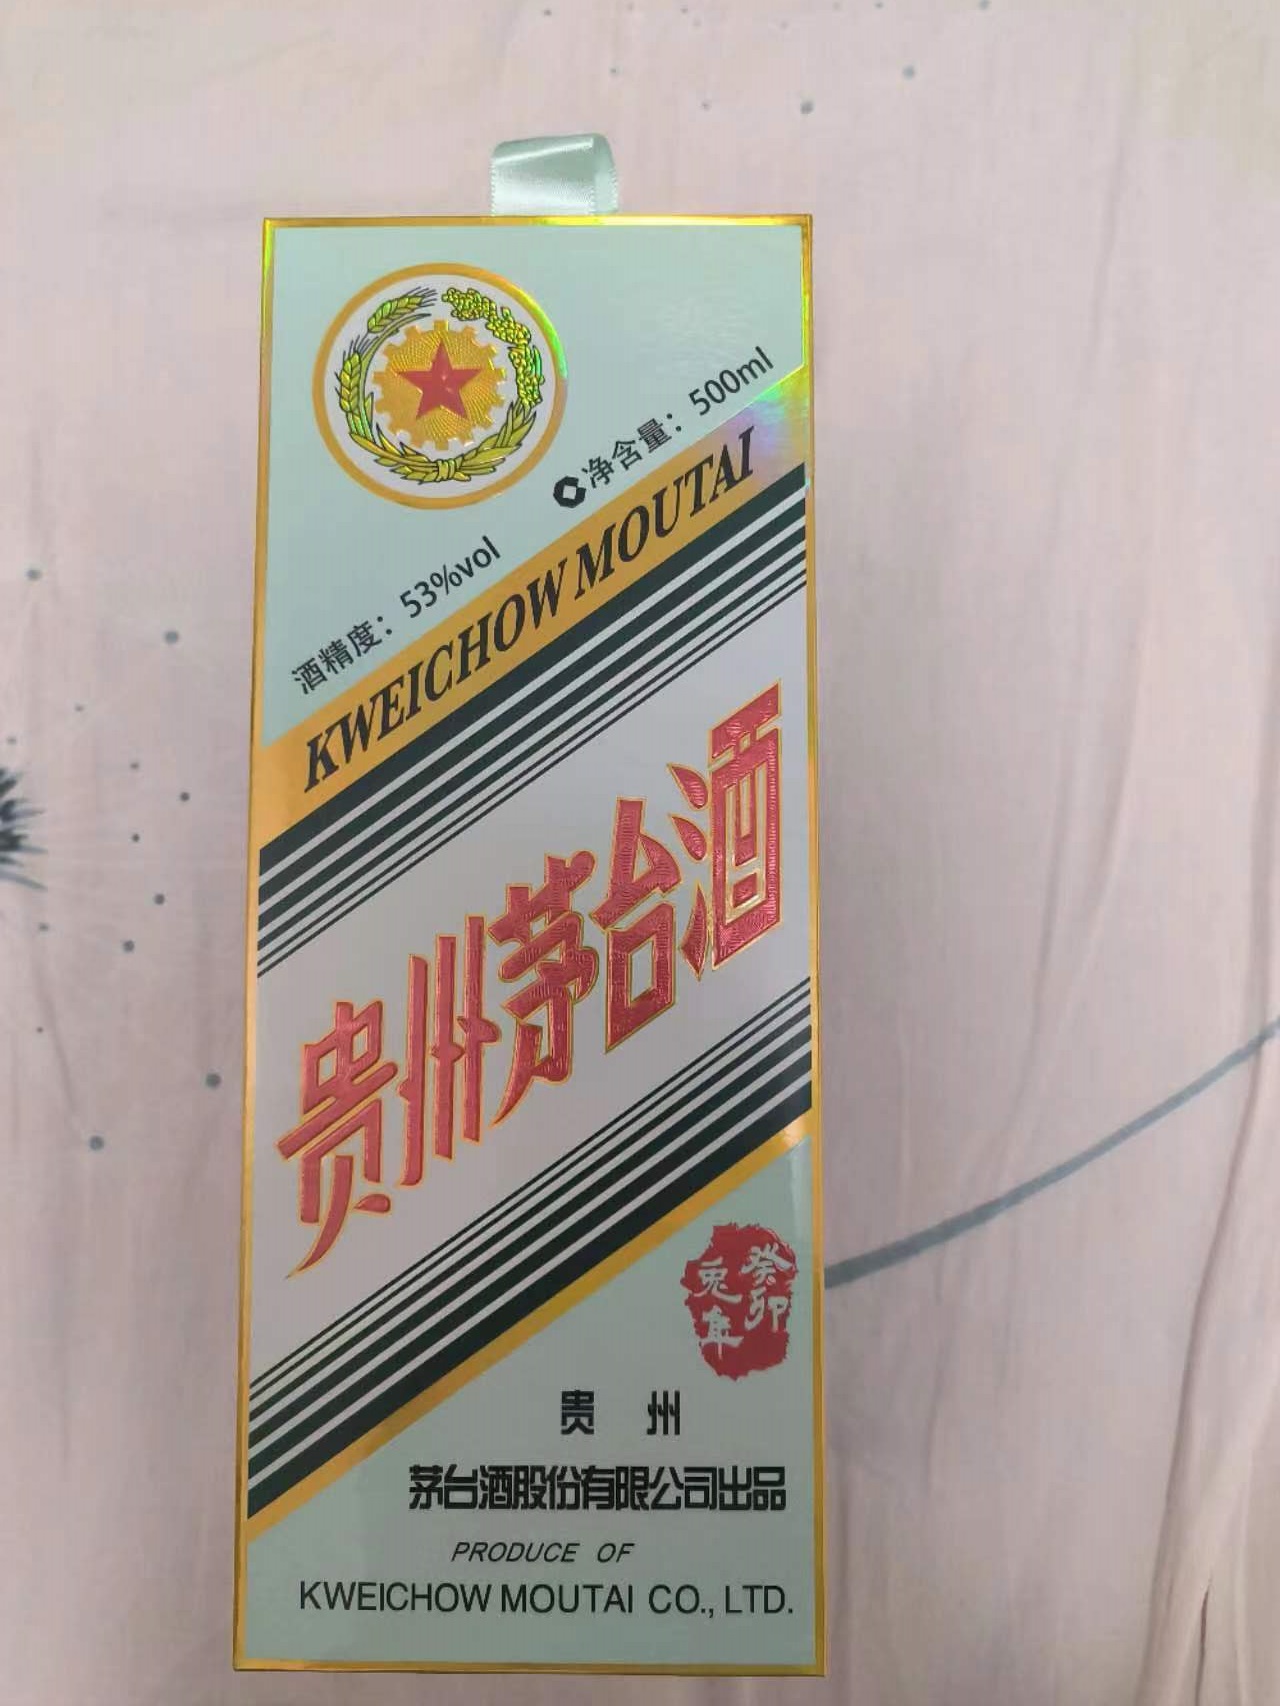 净含量：500ml
酒精度：53%vol
KWEICHOW MOUTAI
贵州茅台酒
癸卯
兔年
贵 州
茅台酒股份有限公司出品
PRODUCE OF
KWEICHOW MOUTAI CO., LTD.